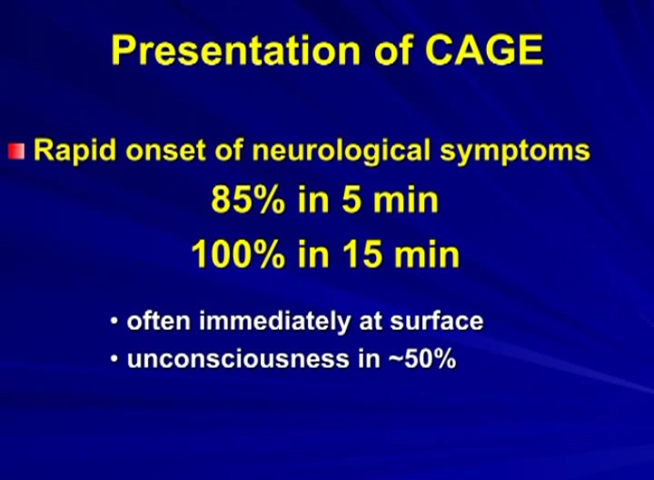 Presentation of CAGE
Rapid onset of neurological symptoms
85% in 5 min
100% in 15 min
• often immediately at surface
• unconsciousness in ~50%